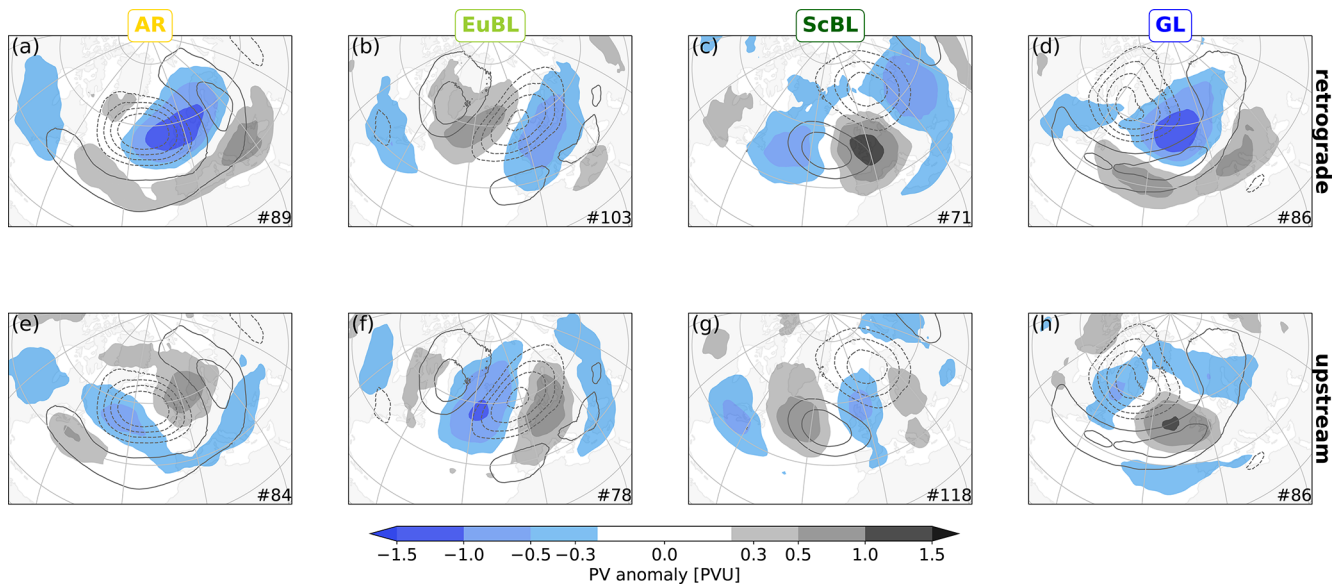 AR
EuBL
ScBL
GL
(a)
(b)
(c)
(d)
retrograde
#89
#103
#71
#86
(e)
(f)
(g)
(h)
upstream
#84
#78
#118
#86
−1.5
−1.0
−0.5
−0.3
0.0
0.3
0.5
1.0
1.5
PV anomaly [PVU]